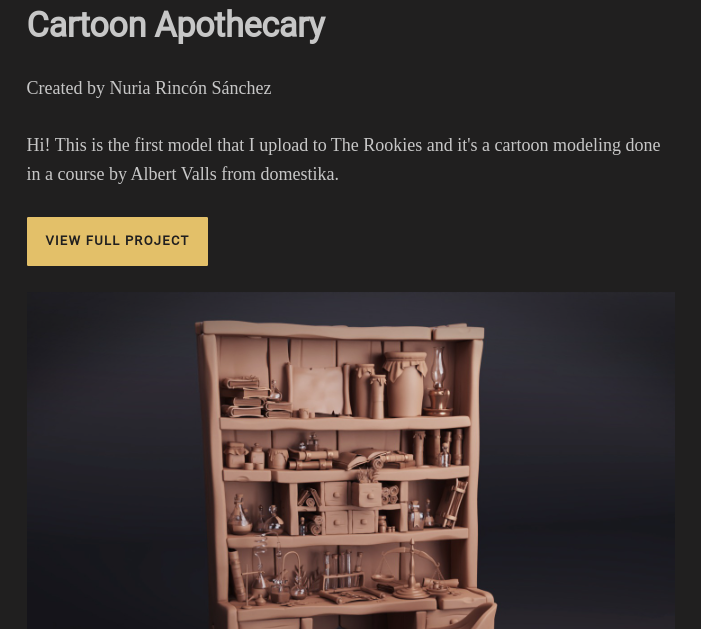 Cartoon Apothecary
Created by Nuria Rincón Sánchez
Hi! This is the first model that I upload to The Rookies and it's a cartoon modeling done
in a course by Albert Valls from domestika.
VIEW FULL PROJECT